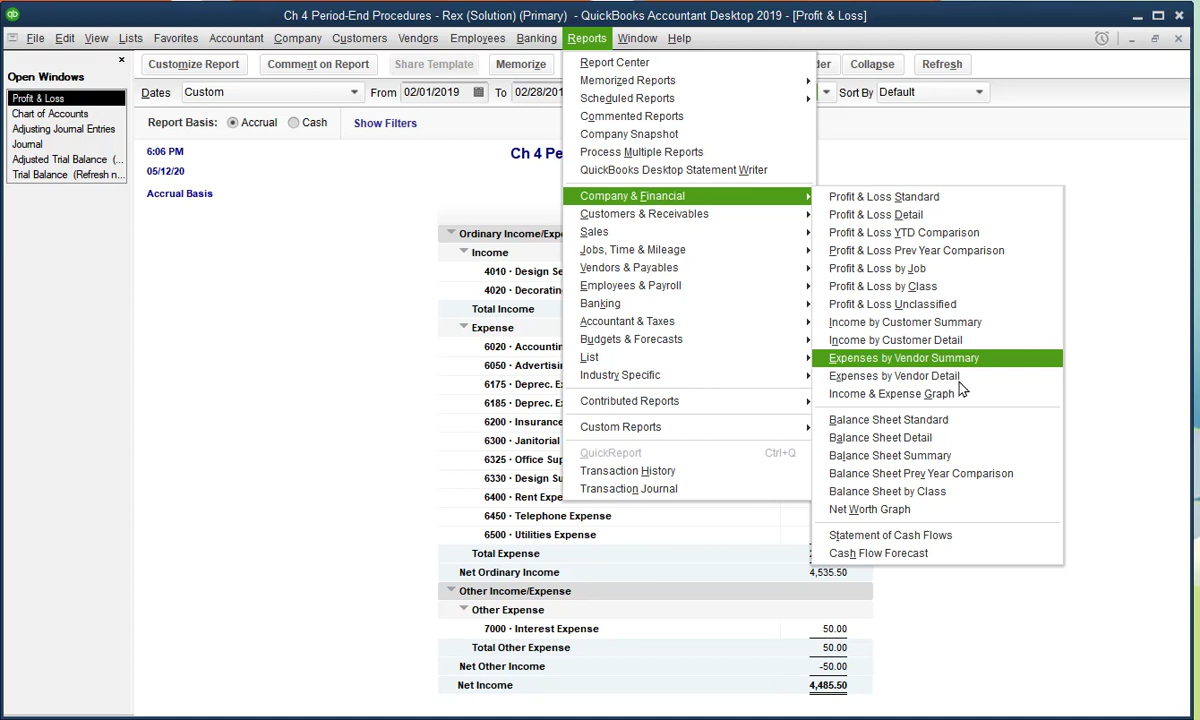 qb
Ch 4 Period-End Procedures - Rex (Solution) (Primary) - QuickBooks Accountant Desktop 2019 - [Profit & Loss]
File Edit View Lists Favorites Accountant Company Customers Vendors Employees Banking Reports Window Help
Open Windows
Profit & Loss
Chart of Accounts
Adjusting Journal Entries
Journal
Adjusted Trial Balance (...
Trial Balance (Refresh n...
Customize Report Comment on Report Share Template Memorize Collapse Refresh
Dates Custom From 02/01/2019 To 02/28/201 Sort By Default
Report Basis: Accrual Cash Show Filters
6:06 PM
05/12/20
Accrual Basis
Ch 4 Pe
Ordinary Income/Exp
Income
4010 · Design Se
4020 · Decorating
Total Income
Expense
6020 · Accountin
6050 · Advertisin
6175 · Deprec. E
6185 · Deprec. E
6200 · Insurance
6300 · Janitorial
6325 · Office Sup
6330 · Design Su
6400 · Rent Expe
6450 · Telephone Expense
6500 · Utilities Expense
Total Expense
Net Ordinary Income 4,535.50
Other Income/Expense
Other Expense
7000 · Interest Expense 50.00
Total Other Expense 50.00
Net Other Income -50.00
Net Income 4,485.50
Report Center
Memorized Reports
Scheduled Reports
Commented Reports
Company Snapshot
Process Multiple Reports
QuickBooks Desktop Statement Writer
Company & Financial
Customers & Receivables
Sales
Jobs, Time & Mileage
Vendors & Payables
Employees & Payroll
Banking
Accountant & Taxes
Budgets & Forecasts
List
Industry Specific
Contributed Reports
Custom Reports
QuickReport Ctrl+Q
Transaction History
Transaction Journal
Profit & Loss Standard
Profit & Loss Detail
Profit & Loss YTD Comparison
Profit & Loss Prev Year Comparison
Profit & Loss by Job
Profit & Loss by Class
Profit & Loss Unclassified
Income by Customer Summary
Income by Customer Detail
Expenses by Vendor Summary
Expenses by Vendor Detail
Income & Expense Graph
Balance Sheet Standard
Balance Sheet Detail
Balance Sheet Summary
Balance Sheet Prev Year Comparison
Balance Sheet by Class
Net Worth Graph
Statement of Cash Flows
Cash Flow Forecast